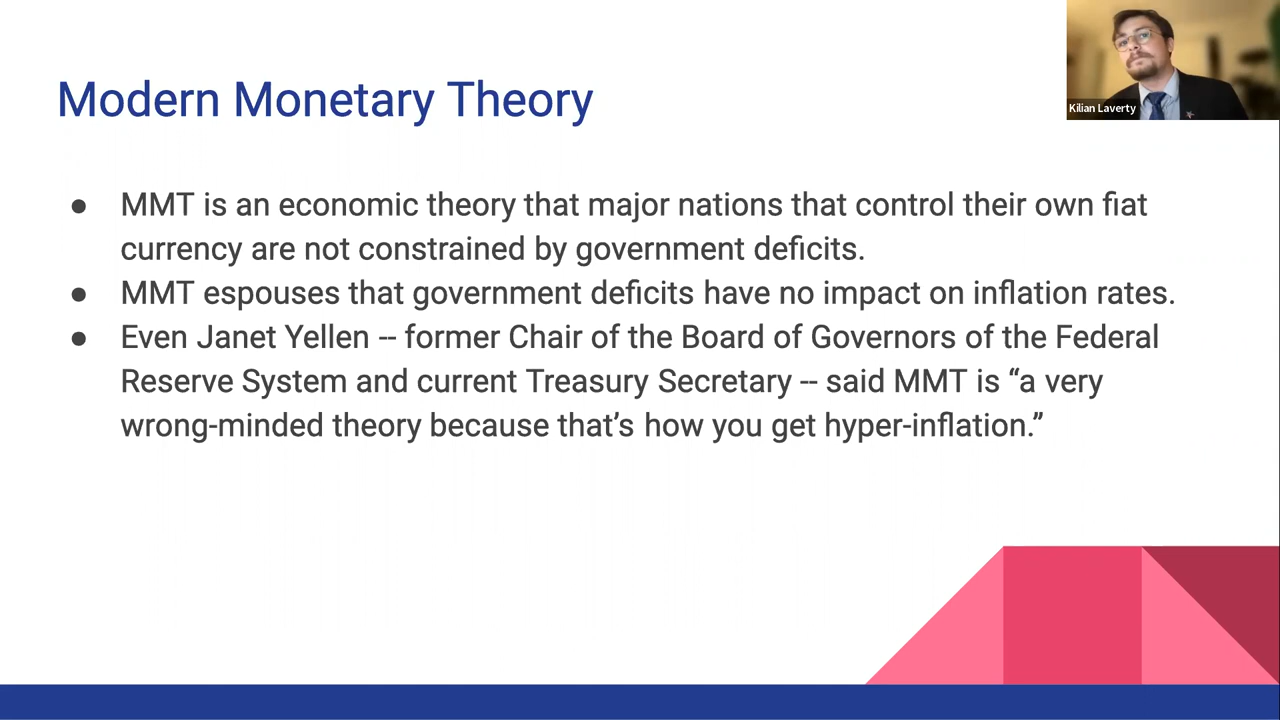 Modern Monetary Theory
Kilian Laverty
● MMT is an economic theory that major nations that control their own fiat
currency are not constrained by government deficits.
● MMT espouses that government deficits have no impact on inflation rates.
● Even Janet Yellen -- former Chair of the Board of Governors of the Federal
Reserve System and current Treasury Secretary -- said MMT is “a very
wrong-minded theory because that’s how you get hyper-inflation.”